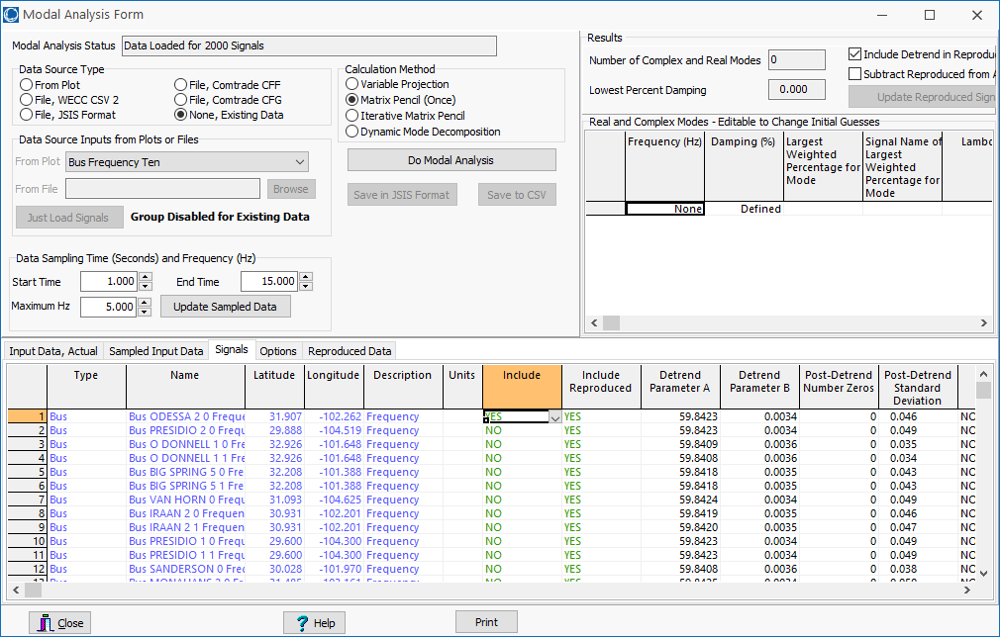 Modal Analysis Form
Modal Analysis Status Data Loaded for 2000 Signals
Data Source Type
From Plot
File, WECC CSV 2
File, JSIS Format
File, Comtrade CFF
File, Comtrade CFG
None, Existing Data
Data Source Inputs from Plots or Files
From Plot Bus Frequency Ten
From File Browse
Just Load Signals Group Disabled for Existing Data
Data Sampling Time (Seconds) and Frequency (Hz)
Start Time 1.000 End Time 15.000
Maximum Hz 5.000 Update Sampled Data
Calculation Method
Variable Projection
Matrix Pencil (Once)
Iterative Matrix Pencil
Dynamic Mode Decomposition
Do Modal Analysis
Save in JSIS Format Save to CSV
Results
Number of Complex and Real Modes 0
Lowest Percent Damping 0.000
Include Detrend in Reprodu
Subtract Reproduced from A
Update Reproduced Sign
Real and Complex Modes - Editable to Change Initial Guesses
Frequency (Hz) Damping (%) Largest Weighted Percentage for Mode Signal Name of Largest Weighted Percentage for Mode Lambd
None Defined
Input Data, Actual Sampled Input Data Signals Options Reproduced Data
Type Name Latitude Longitude Description Units Include Include Reproduced Detrend Parameter A Detrend Parameter B Post-Detrend Number Zeros Post-Detrend Standard Deviation
1 Bus Bus ODESSA 2 0 Freque 31.907 -102.262 Frequency YES YES 59.8423 0.0034 0 0.046 NO
2 Bus Bus PRESIDIO 2 0 Frequ 29.888 -104.519 Frequency NO YES 59.8423 0.0034 0 0.049 NO
3 Bus Bus O DONNELL 1 0 Fre 32.926 -101.648 Frequency NO YES 59.8409 0.0036 0 0.035 NO
4 Bus Bus O DONNELL 1 1 Fre 32.926 -101.648 Frequency NO YES 59.8408 0.0036 0 0.034 NO
5 Bus Bus BIG SPRING 5 0 Fre 32.208 -101.388 Frequency NO YES 59.8418 0.0035 0 0.043 NO
6 Bus Bus BIG SPRING 5 1 Fre 32.208 -101.388 Frequency NO YES 59.8418 0.0035 0 0.043 NO
7 Bus Bus VAN HORN 0 Frequ 31.093 -104.625 Frequency NO YES 59.8424 0.0034 0 0.049 NO
8 Bus Bus IRAAN 2 0 Frequen 30.931 -102.201 Frequency NO YES 59.8419 0.0035 0 0.046 NO
9 Bus Bus IRAAN 2 1 Frequen 30.931 -102.201 Frequency NO YES 59.8420 0.0035 0 0.047 NO
10 Bus Bus PRESIDIO 1 0 Frequ 29.600 -104.300 Frequency NO YES 59.8423 0.0034 0 0.049 NO
11 Bus Bus PRESIDIO 1 1 Frequ 29.600 -104.300 Frequency NO YES 59.8423 0.0034 0 0.049 NO
12 Bus Bus SANDERSON 0 Fred 30.028 -101.970 Frequency NO YES 59.8408 0.0036 0 0.038 NO
Close Help Print